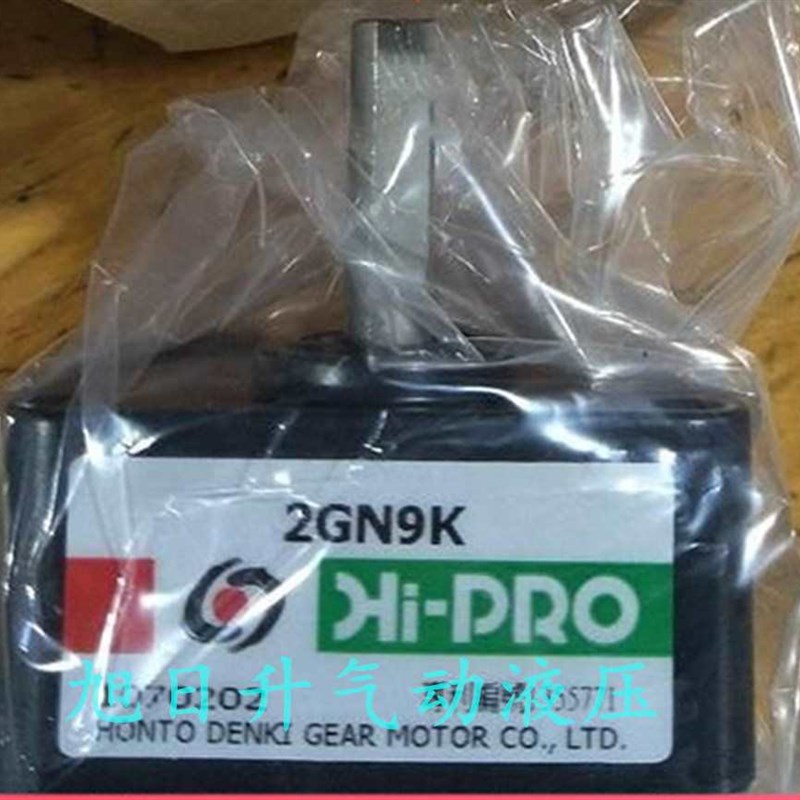 2GN9K
Hi-PRO
旭日升气动液压
HONTO DENKI GEAR MOTOR CO., LTD.